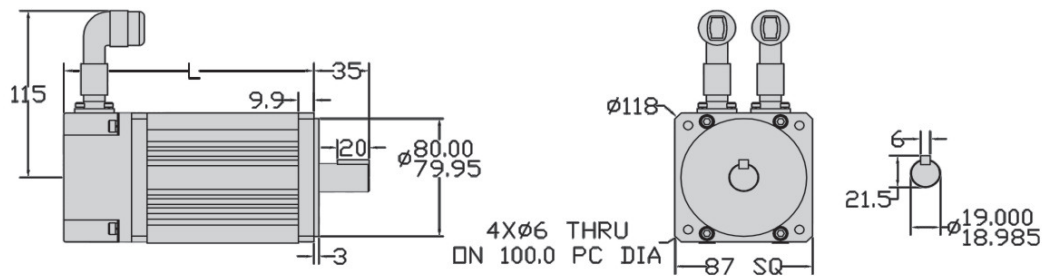 115
L
35
9.9
20
ø80.00
79.95
3
ø118
4Xø6 THRU
ON 100.0 PC DIA
87 SQ
6
21.5
ø19.000
18.985